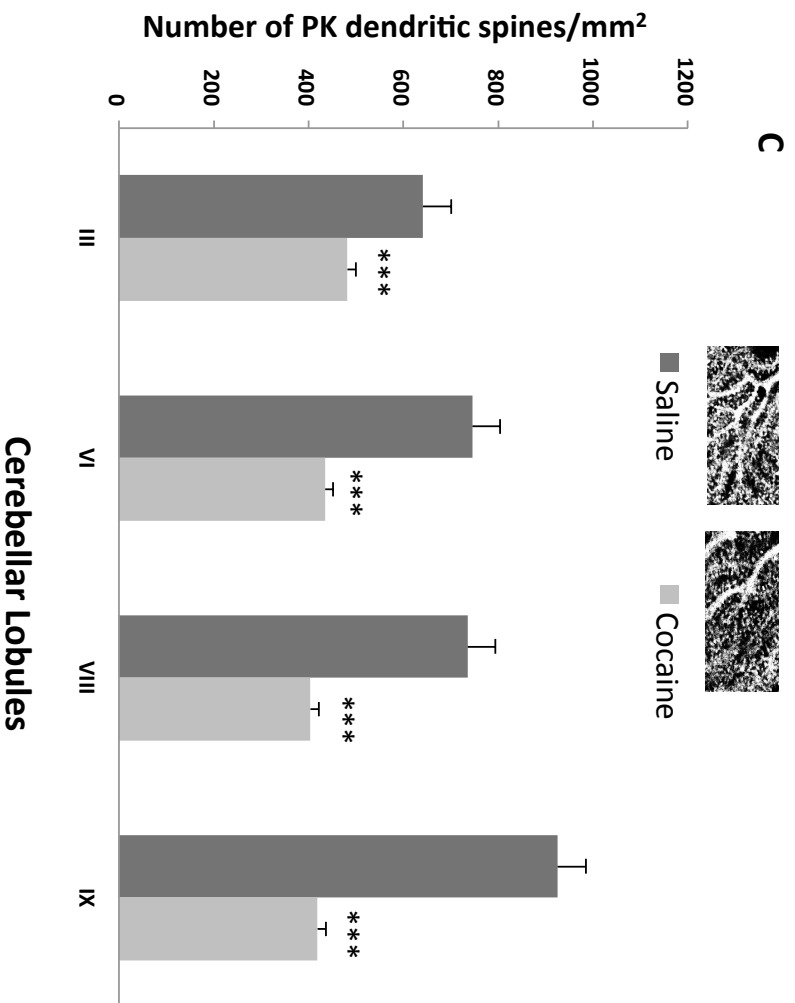 C
Saline
Cocaine
Number of PK dendritic spines/mm²
1200
1000
800
600
400
200
0
***
***
***
***
III
VI
VIII
IX
Cerebellar Lobules